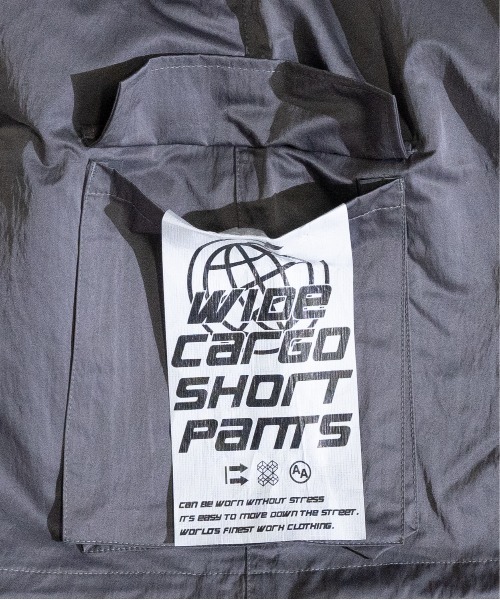 WIDE
CARGO
SHORT
PANTS
AA
CAN BE WORN WITHOUT STRESS
IT'S EASY TO MOVE DOWN THE STREET.
WORLD'S FINEST WORK CLOTHING.